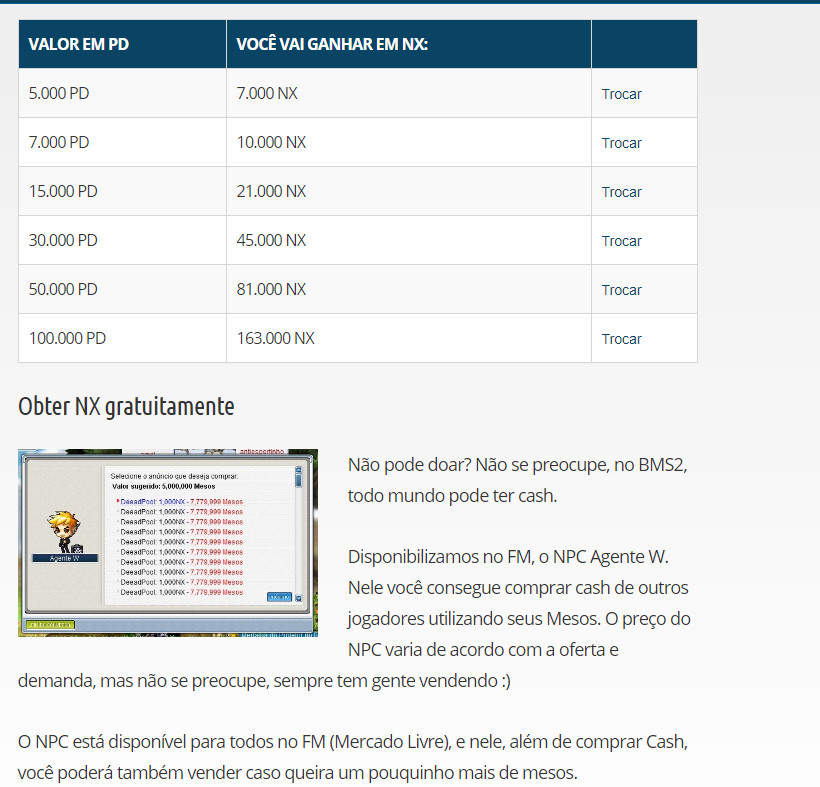 VALOR EM PD VOCÊ VAI GANHAR EM NX:
5.000 PD 7.000 NX Trocar
7.000 PD 10.000 NX Trocar
15.000 PD 21.000 NX Trocar
30.000 PD 45.000 NX Trocar
50.000 PD 81.000 NX Trocar
100.000 PD 163.000 NX Trocar
Obter NX gratuitamente
Selecione o anúncio que deseja comprar.
Valor sugerido: 5,000,000 Mesos
DeeadPool: 1,000NX - 7,779,999 Mesos
DeeadPool: 1,000NX - 7,779,999 Mesos
DeeadPool: 1,000NX - 7,779,999 Mesos
DeeadPool: 1,000NX - 7,779,999 Mesos
DeeadPool: 1,000NX - 7,779,999 Mesos
DeeadPool: 1,000NX - 7,779,999 Mesos
DeeadPool: 1,000NX - 7,779,999 Mesos
DeeadPool: 1,000NX - 7,779,999 Mesos
DeeadPool: 1,000NX - 7,779,999 Mesos
DeeadPool: 1,000NX - 7,779,999 Mesos
Agente W
Não pode doar? Não se preocupe, no BMS2,
todo mundo pode ter cash.
Disponibilizamos no FM, o NPC Agente W.
Nele você consegue comprar cash de outros
jogadores utilizando seus Mesos. O preço do
NPC varia de acordo com a oferta e
demanda, mas não se preocupe, sempre tem gente vendendo :)
O NPC está disponível para todos no FM (Mercado Livre), e nele, além de comprar Cash,
você poderá também vender caso queira um pouquinho mais de mesos.